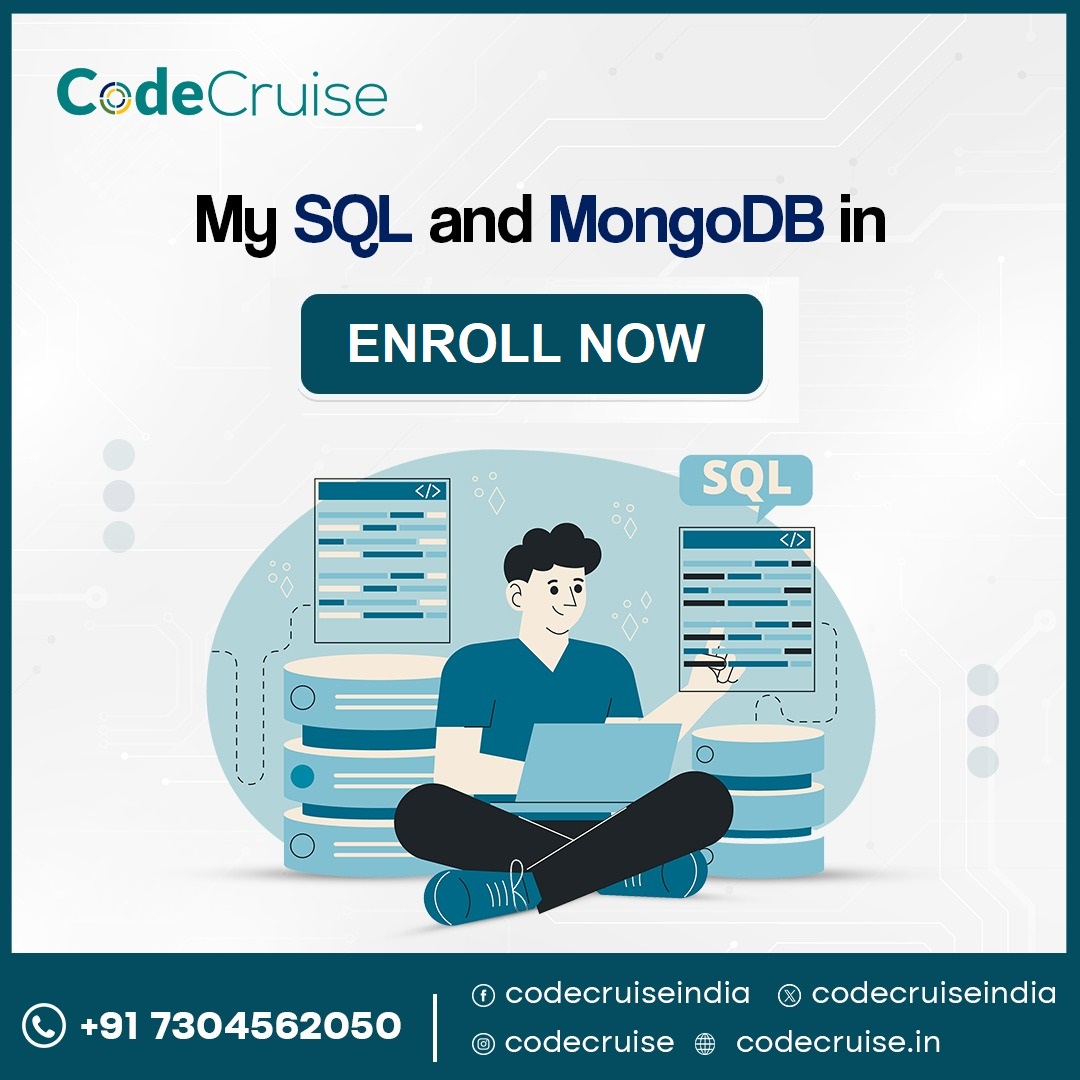 CodeCruise
My SQL and MongoDB in
ENROLL NOW
</>
SQL
</>
+91 7304562050
codecruiseindia codecruiseindia
codecruise codecruise.in